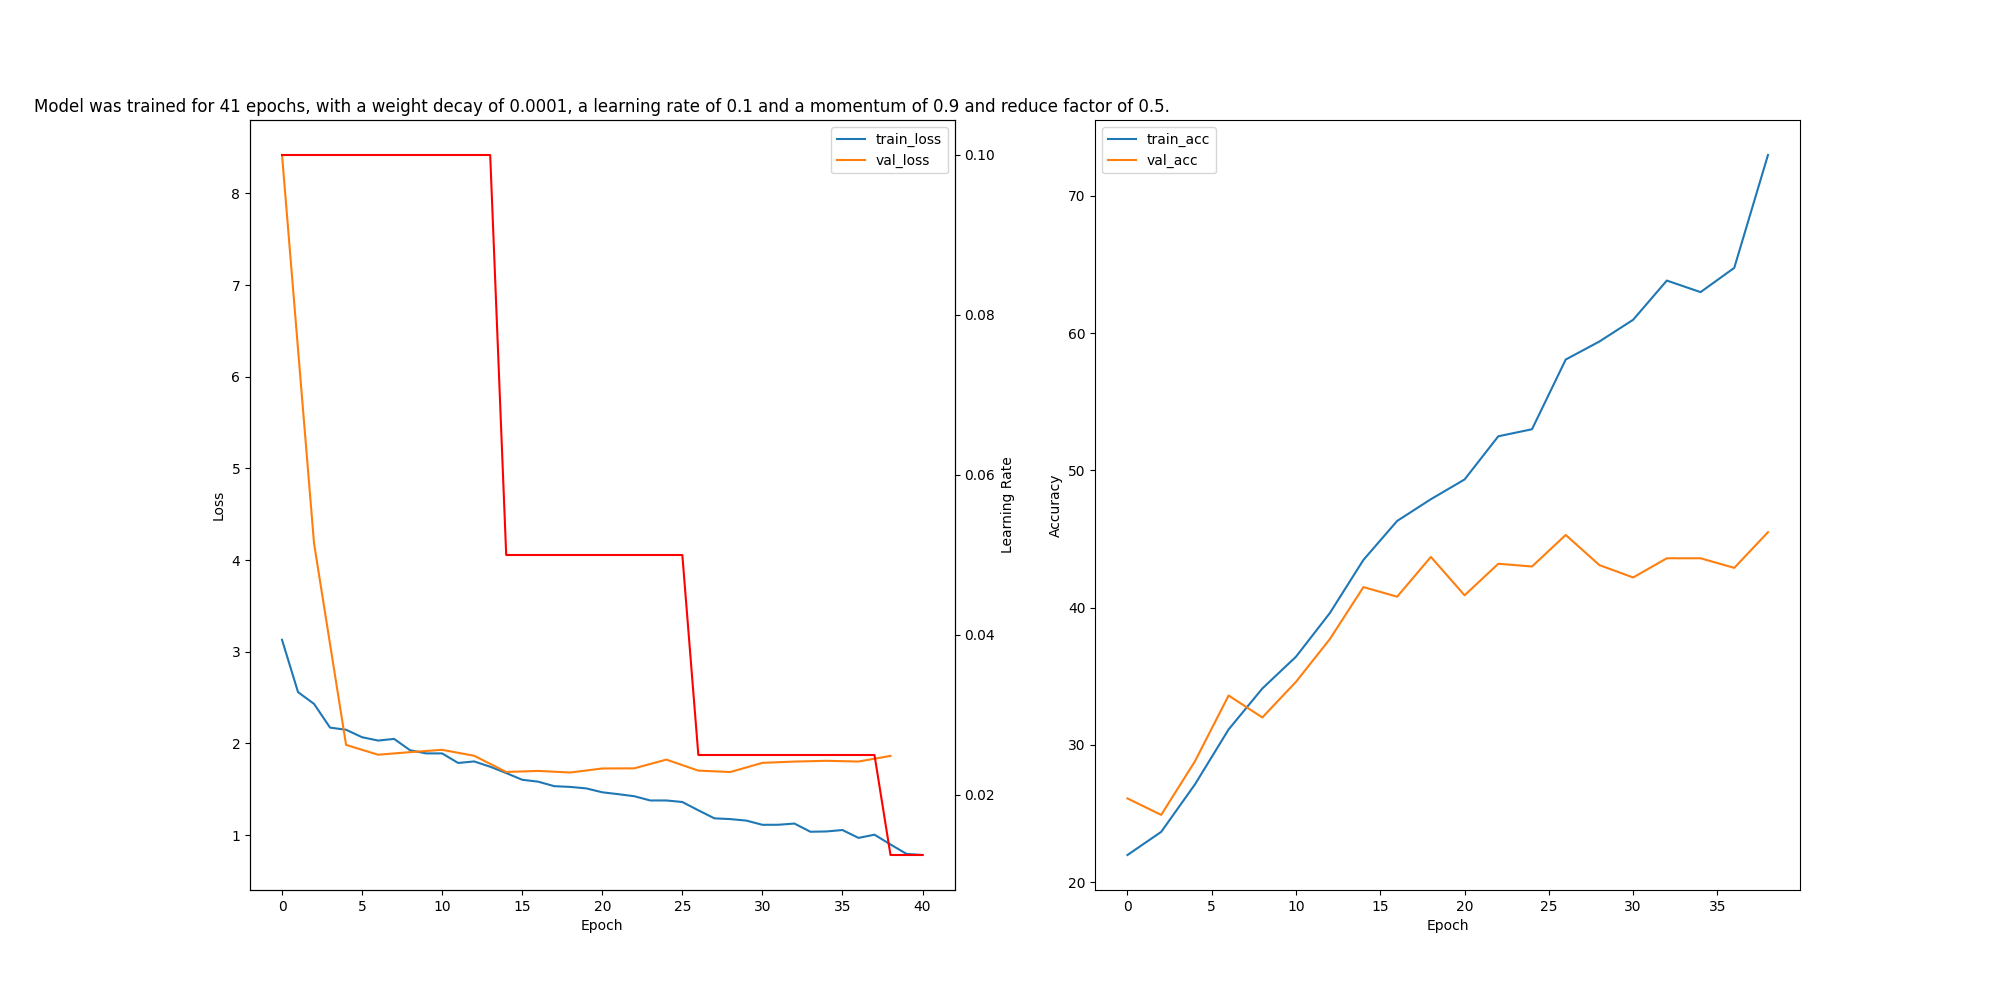 Model was trained for 41 epochs, with a weight decay of 0.0001, a learning rate of 0.1 and a momentum of 0.9 and reduce factor of 0.5.
train_loss
val_loss
8
7
6
5
4
3
2
1
Loss
0 5 10 15 20 25 30 35 40
Epoch
0.10
0.08
0.06
0.04
0.02
Learning Rate
train_acc
val_acc
70
60
50
40
30
20
Accuracy
0 5 10 15 20 25 30 35
Epoch